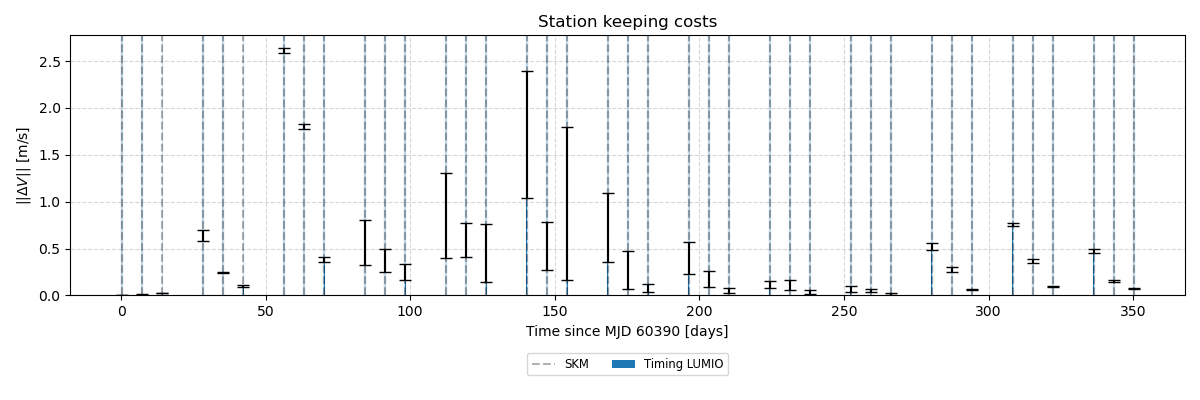 Station keeping costs
||ΔV|| [m/s]
2.5
2.0
1.5
1.0
0.5
0.0
0 50 100 150 200 250 300 350
Time since MJD 60390 [days]
SKM Timing LUMIO